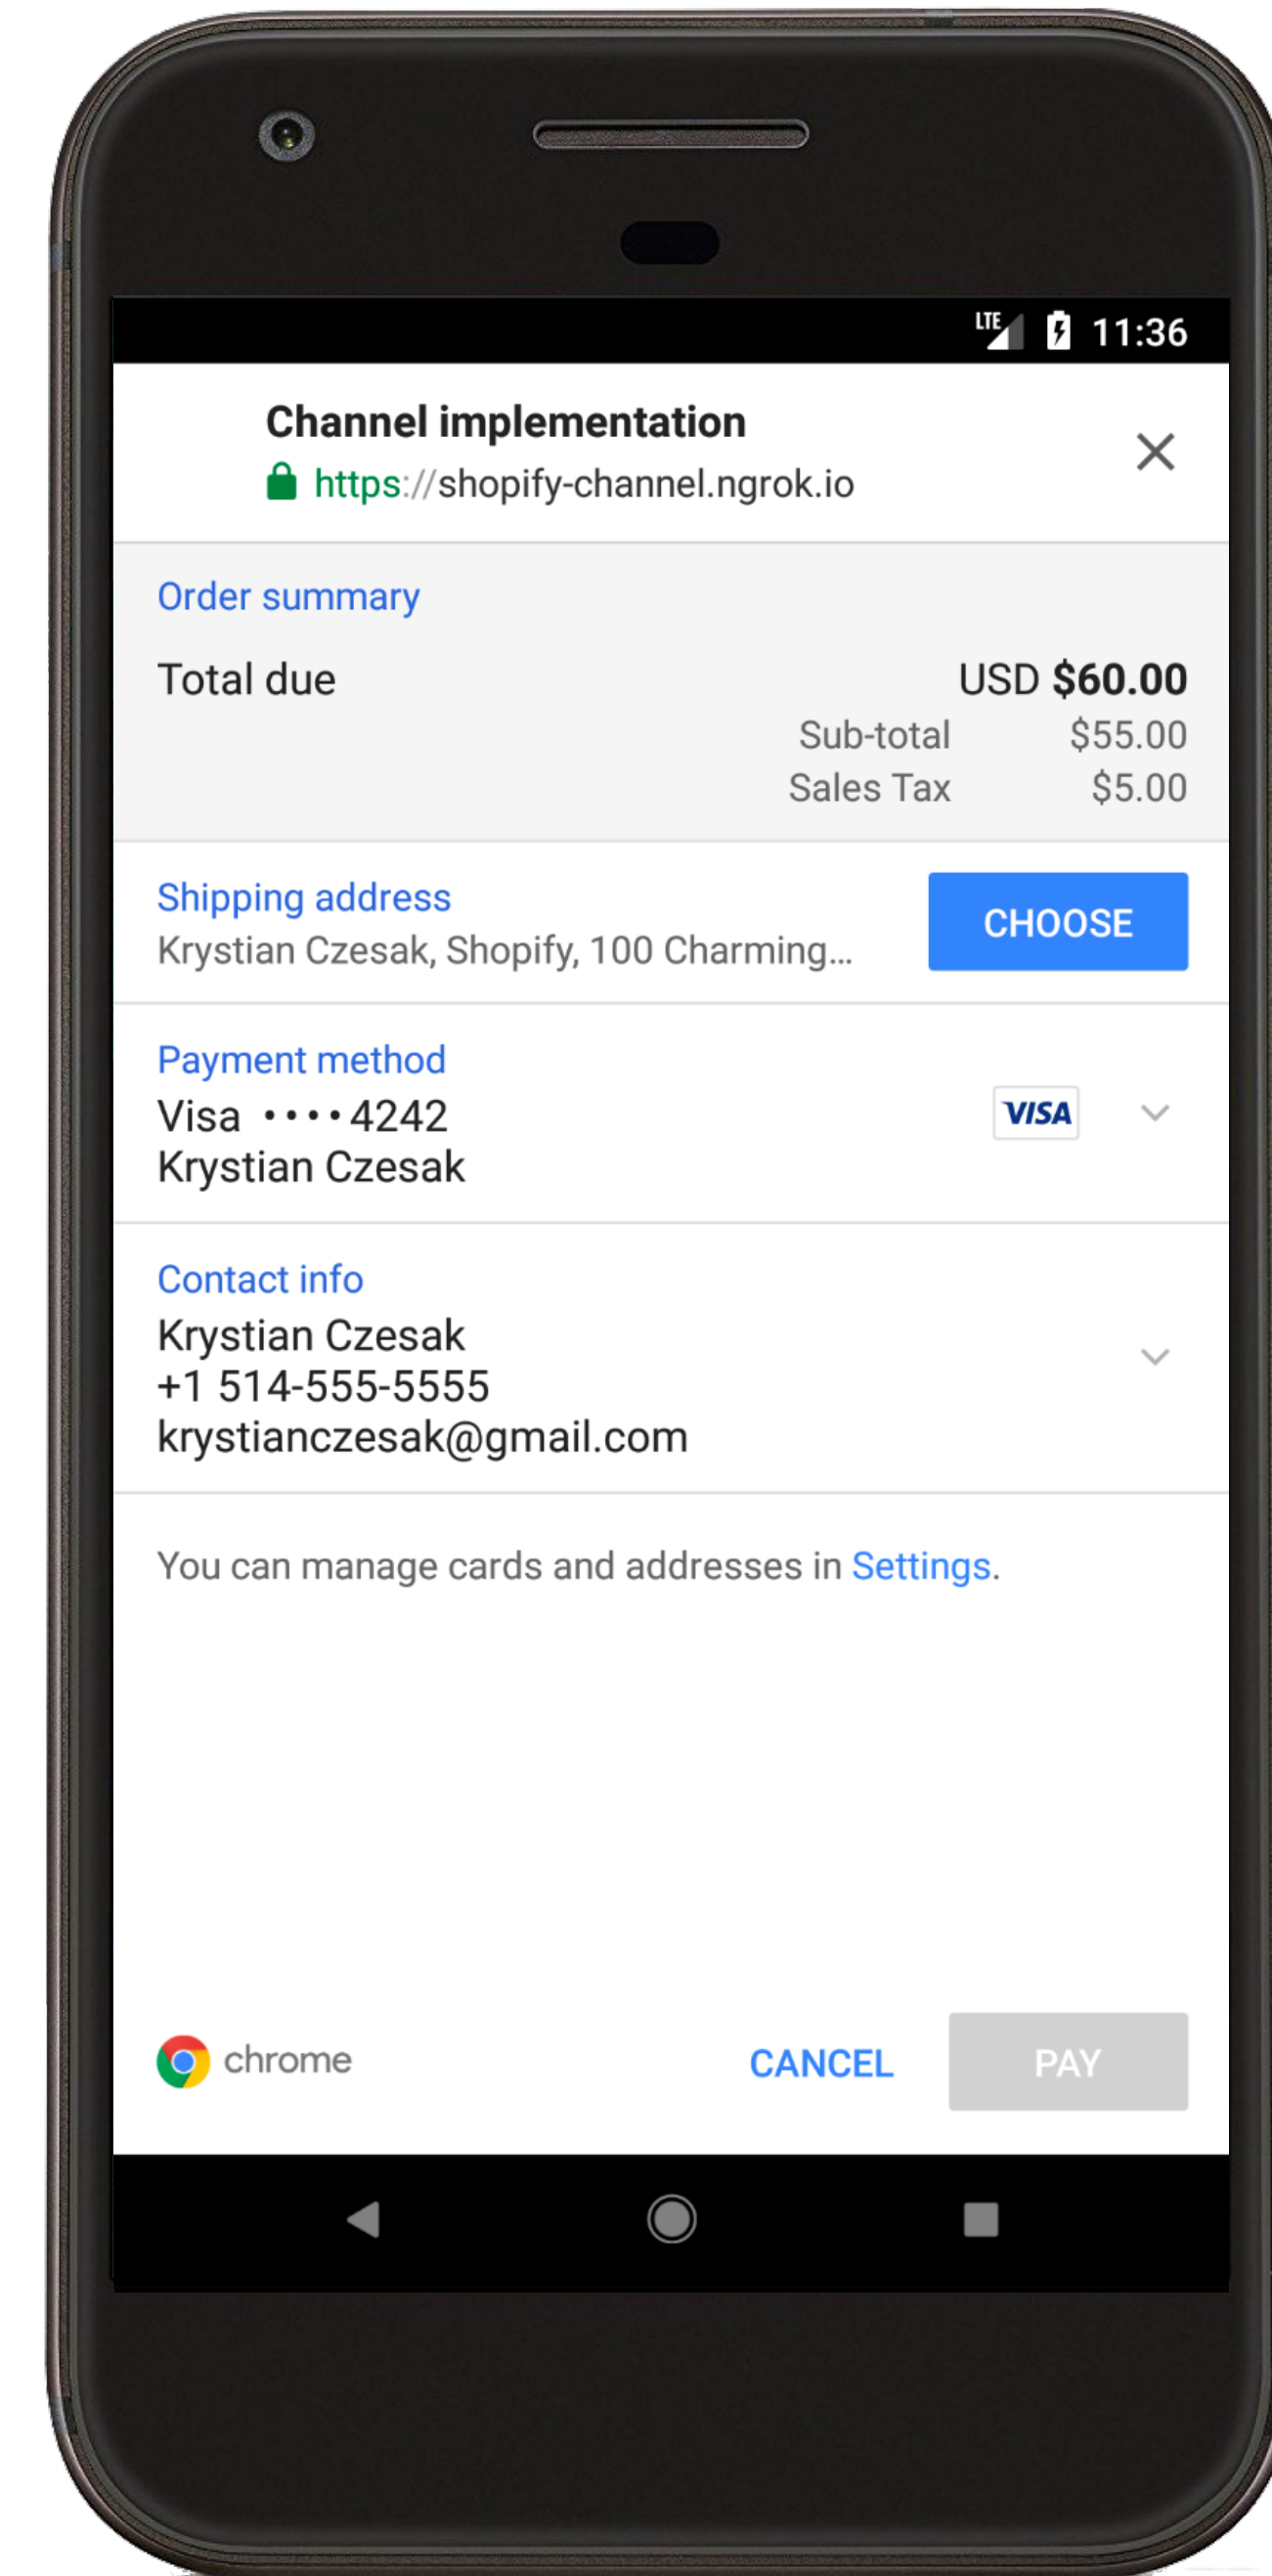 LTE 11:36
Channel implementation
https://shopify-channel.ngrok.io
Order summary
Total due USD $60.00
Sub-total $55.00
Sales Tax $5.00
Shipping address
Krystian Czesak, Shopify, 100 Charming...
CHOOSE
Payment method
Visa ••••4242
VISA
Krystian Czesak
Contact info
Krystian Czesak
+1 514-555-5555
krystianczesak@gmail.com
You can manage cards and addresses in Settings.
chrome CANCEL PAY